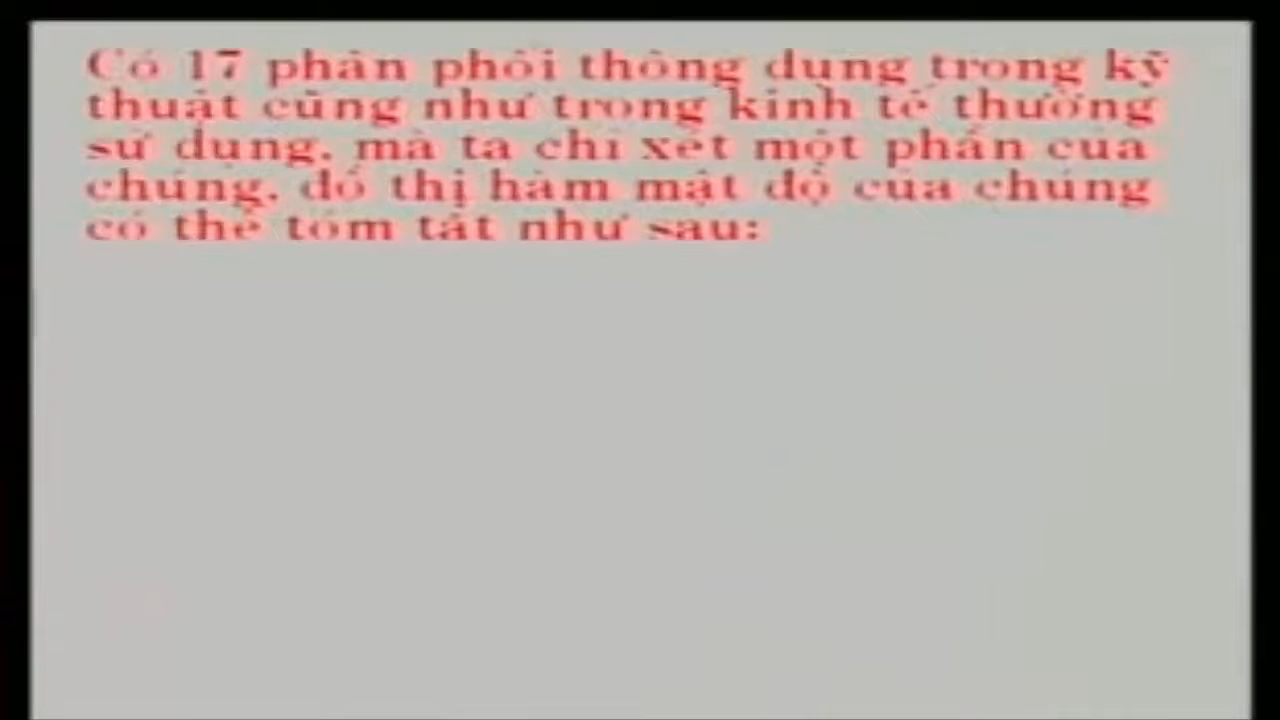 Có 17 phân phối thông dụng trong kỹ
thuật cũng như trong kinh tế thường
sử dụng, mà ta chỉ xét một phần của
chúng, đồ thị hàm mật độ của chúng
có thể tóm tắt như sau: